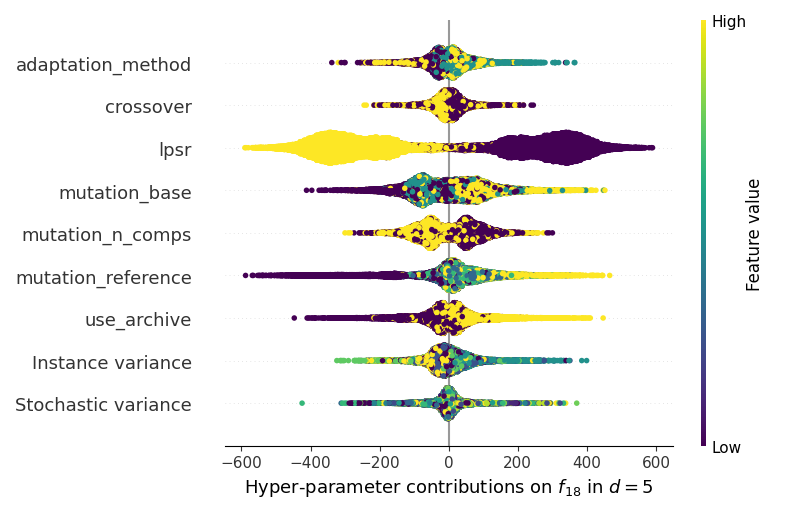 adaptation_method
crossover
lpsr
mutation_base
mutation_n_comps
mutation_reference
use_archive
Instance variance
Stochastic variance
−600 −400 −200 0 200 400 600
Hyper-parameter contributions on f₁₈ in d = 5
High
Low
Feature value